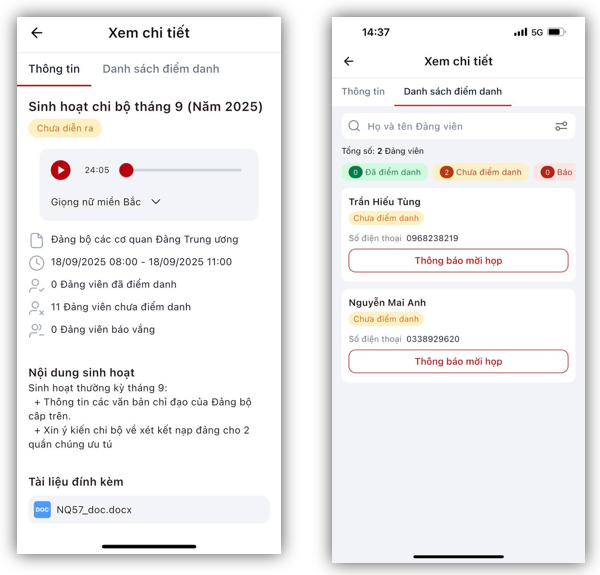 Xem chi tiết
Thông tin
Danh sách điểm danh
Sinh hoạt chi bộ tháng 9 (Năm 2025)
Chưa diễn ra
24:05
Giọng nữ miền Bắc
Đảng bộ các cơ quan Đảng Trung ương
18/09/2025 08:00 - 18/09/2025 11:00
0 Đảng viên đã điểm danh
11 Đảng viên chưa điểm danh
0 Đảng viên báo vắng
Nội dung sinh hoạt
Sinh hoạt thường kỳ tháng 9:
+ Thông tin các văn bản chỉ đạo của Đảng bộ
cấp trên.
+ Xin ý kiến chi bộ về xét kết nạp đảng cho 2
quần chúng ưu tú
Tài liệu đính kèm
DOC NQ57_doc.docx
14:37
5G
Xem chi tiết
Thông tin
Danh sách điểm danh
Họ và tên Đảng viên
Tổng số: 2 Đảng viên
0 Đã điểm danh
2 Chưa điểm danh
0 Báo
Trần Hiếu Tùng
Chưa điểm danh
Số điện thoại 0968238219
Thông báo mời họp
Nguyễn Mai Anh
Chưa điểm danh
Số điện thoại 0338929620
Thông báo mời họp